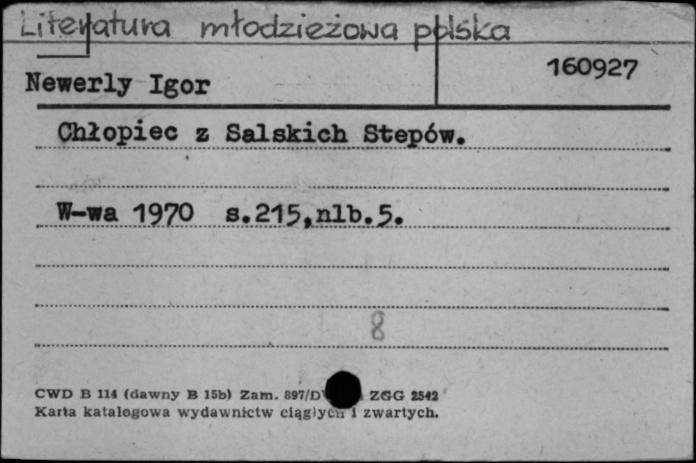 Literatura młodzieżowa polska
160927
Newerly Igor
Chłopiec z Salskich Stepów.
W-wa 1970 s.215,nlb.5.
8
CWD B 114 (dawny B 15b) Zam. 897/D ZGG 2542
Karta katalogowa wydawnictw ciągłych i zwartych.